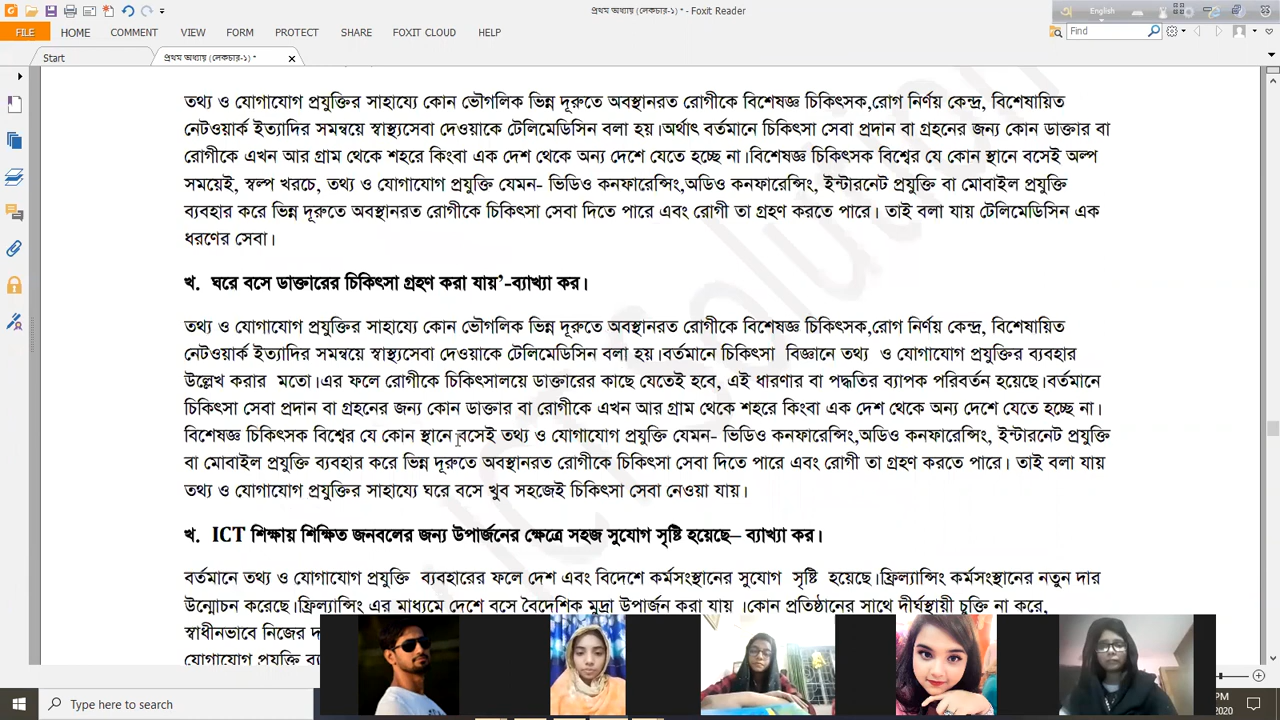 প্রথম অধ্যায় (লেকচার-১) * - Foxit Reader
English
FILE HOME COMMENT VIEW FORM PROTECT SHARE FOXIT CLOUD HELP
Find
Start
প্রথম অধ্যায় (লেকচার-১) *
তথ্য ও যোগাযোগ প্রযুক্তির সাহায্যে কোন ভৌগলিক ভিন্ন দূরুতে অবস্থানরত রোগীকে বিশেষজ্ঞ চিকিৎসক,রোগ নির্ণয় কেন্দ্র, বিশেষায়িত
নেটওয়ার্ক ইত্যাদির সমন্বয়ে স্বাস্থ্যসেবা দেওয়াকে টেলিমেডিসিন বলা হয়।অর্থাৎ বর্তমানে চিকিৎসা সেবা প্রদান বা গ্রহনের জন্য কোন ডাক্তার বা
রোগীকে এখন আর গ্রাম থেকে শহরে কিংবা এক দেশ থেকে অন্য দেশে যেতে হচ্ছে না।বিশেষজ্ঞ চিকিৎসক বিশ্বের যে কোন স্থানে বসেই অল্প
সময়েই, স্বল্প খরচে, তথ্য ও যোগাযোগ প্রযুক্তি যেমন- ভিডিও কনফারেন্সিং,অডিও কনফারেন্সিং, ইন্টারনেট প্রযুক্তি বা মোবাইল প্রযুক্তি
ব্যবহার করে ভিন্ন দূরুতে অবস্থানরত রোগীকে চিকিৎসা সেবা দিতে পারে এবং রোগী তা গ্রহণ করতে পারে। তাই বলা যায় টেলিমেডিসিন এক
ধরণের সেবা।
খ. ঘরে বসে ডাক্তারের চিকিৎসা গ্রহণ করা যায়’-ব্যাখ্যা কর।
তথ্য ও যোগাযোগ প্রযুক্তির সাহায্যে কোন ভৌগলিক ভিন্ন দূরুতে অবস্থানরত রোগীকে বিশেষজ্ঞ চিকিৎসক,রোগ নির্ণয় কেন্দ্র, বিশেষায়িত
নেটওয়ার্ক ইত্যাদির সমন্বয়ে স্বাস্থ্যসেবা দেওয়াকে টেলিমেডিসিন বলা হয়।বর্তমানে চিকিৎসা বিজ্ঞানে তথ্য ও যোগাযোগ প্রযুক্তির ব্যবহার
উল্লেখ করার মতো।এর ফলে রোগীকে চিকিৎসালয়ে ডাক্তারের কাছে যেতেই হবে, এই ধারণার বা পদ্ধতির ব্যাপক পরিবর্তন হয়েছে।বর্তমানে
চিকিৎসা সেবা প্রদান বা গ্রহনের জন্য কোন ডাক্তার বা রোগীকে এখন আর গ্রাম থেকে শহরে কিংবা এক দেশ থেকে অন্য দেশে যেতে হচ্ছে না।
বিশেষজ্ঞ চিকিৎসক বিশ্বের যে কোন স্থানে বসেই তথ্য ও যোগাযোগ প্রযুক্তি যেমন- ভিডিও কনফারেন্সিং,অডিও কনফারেন্সিং, ইন্টারনেট প্রযুক্তি
বা মোবাইল প্রযুক্তি ব্যবহার করে ভিন্ন দূরুতে অবস্থানরত রোগীকে চিকিৎসা সেবা দিতে পারে এবং রোগী তা গ্রহণ করতে পারে। তাই বলা যায়
তথ্য ও যোগাযোগ প্রযুক্তির সাহায্যে ঘরে বসে খুব সহজেই চিকিৎসা সেবা নেওয়া যায়।
খ. ICT শিক্ষায় শিক্ষিত জনবলের জন্য উপার্জনের ক্ষেত্রে সহজ সুযোগ সৃষ্টি হয়েছে– ব্যাখ্যা কর।
বর্তমানে তথ্য ও যোগাযোগ প্রযুক্তি ব্যবহারের ফলে দেশ এবং বিদেশে কর্মসংস্থানের সুযোগ সৃষ্টি হয়েছে।ফ্রিল্যান্সিং কর্মসংস্থানের নতুন দার
উন্মোচন করেছে।ফ্রিল্যান্সিং এর মাধ্যমে দেশে বসে বৈদেশিক মুদ্রা উপার্জন করা যায় ।কোন প্রতিষ্ঠানের সাথে দীর্ঘস্থায়ী চুক্তি না করে,
স্বাধীনভাবে নিজের
যোগাযোগ প্রযুক্তি
Type here to search
PM
2020